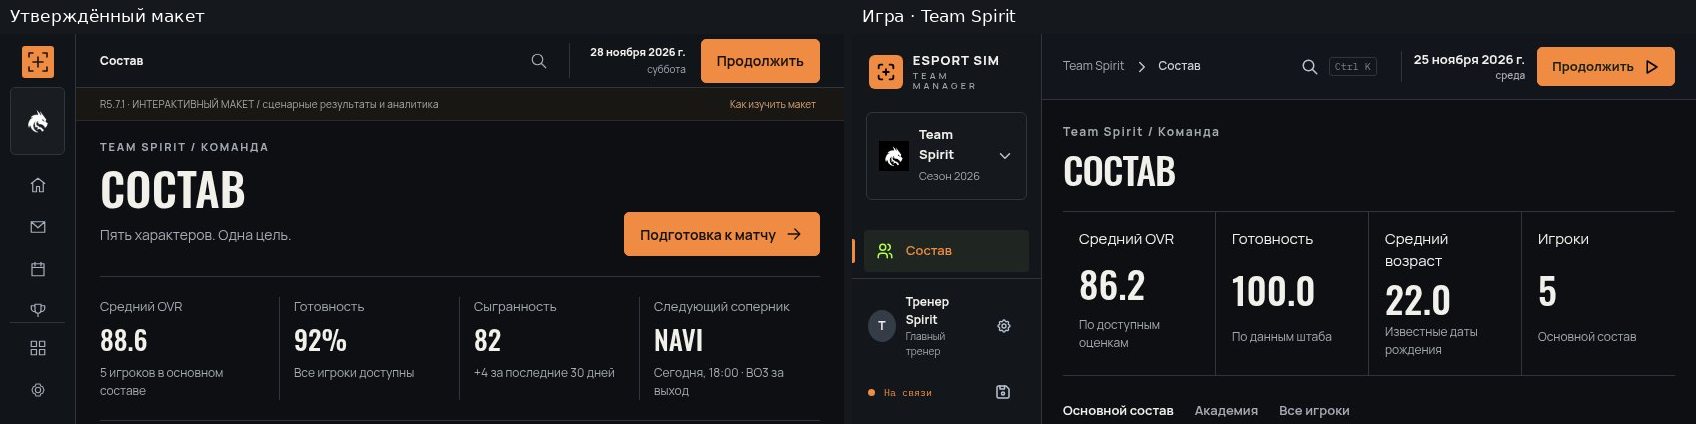 Утверждённый макет
Состав
28 ноября 2026 г.
суббота
Продолжить
R5.7.1 · ИНТЕРАКТИВНЫЙ МАКЕТ / сценарные результаты и аналитика
Как изучить макет
TEAM SPIRIT / КОМАНДА
СОСТАВ
Пять характеров. Одна цель.
Подготовка к матчу
Средний OVR
88.6
5 игроков в основном
составе
Готовность
92%
Все игроки доступны
Сыгранность
82
+4 за последние 30 дней
Следующий соперник
NAVI
Сегодня, 18:00 · BO3 за
выход
Игра · Team Spirit
ESPORT SIM
TEAM
MANAGER
Team
Spirit
Сезон 2026
Состав
Тренер
Spirit
Главный
тренер
T
На связи
Team Spirit
Состав
Ctrl K
25 ноября 2026 г.
среда
Продолжить
Team Spirit / Команда
СОСТАВ
Средний OVR
86.2
По доступным
оценкам
Готовность
100.0
По данным штаба
Средний
возраст
22.0
Известные даты
рождения
Игроки
5
Основной состав
Основной состав
Академия
Все игроки